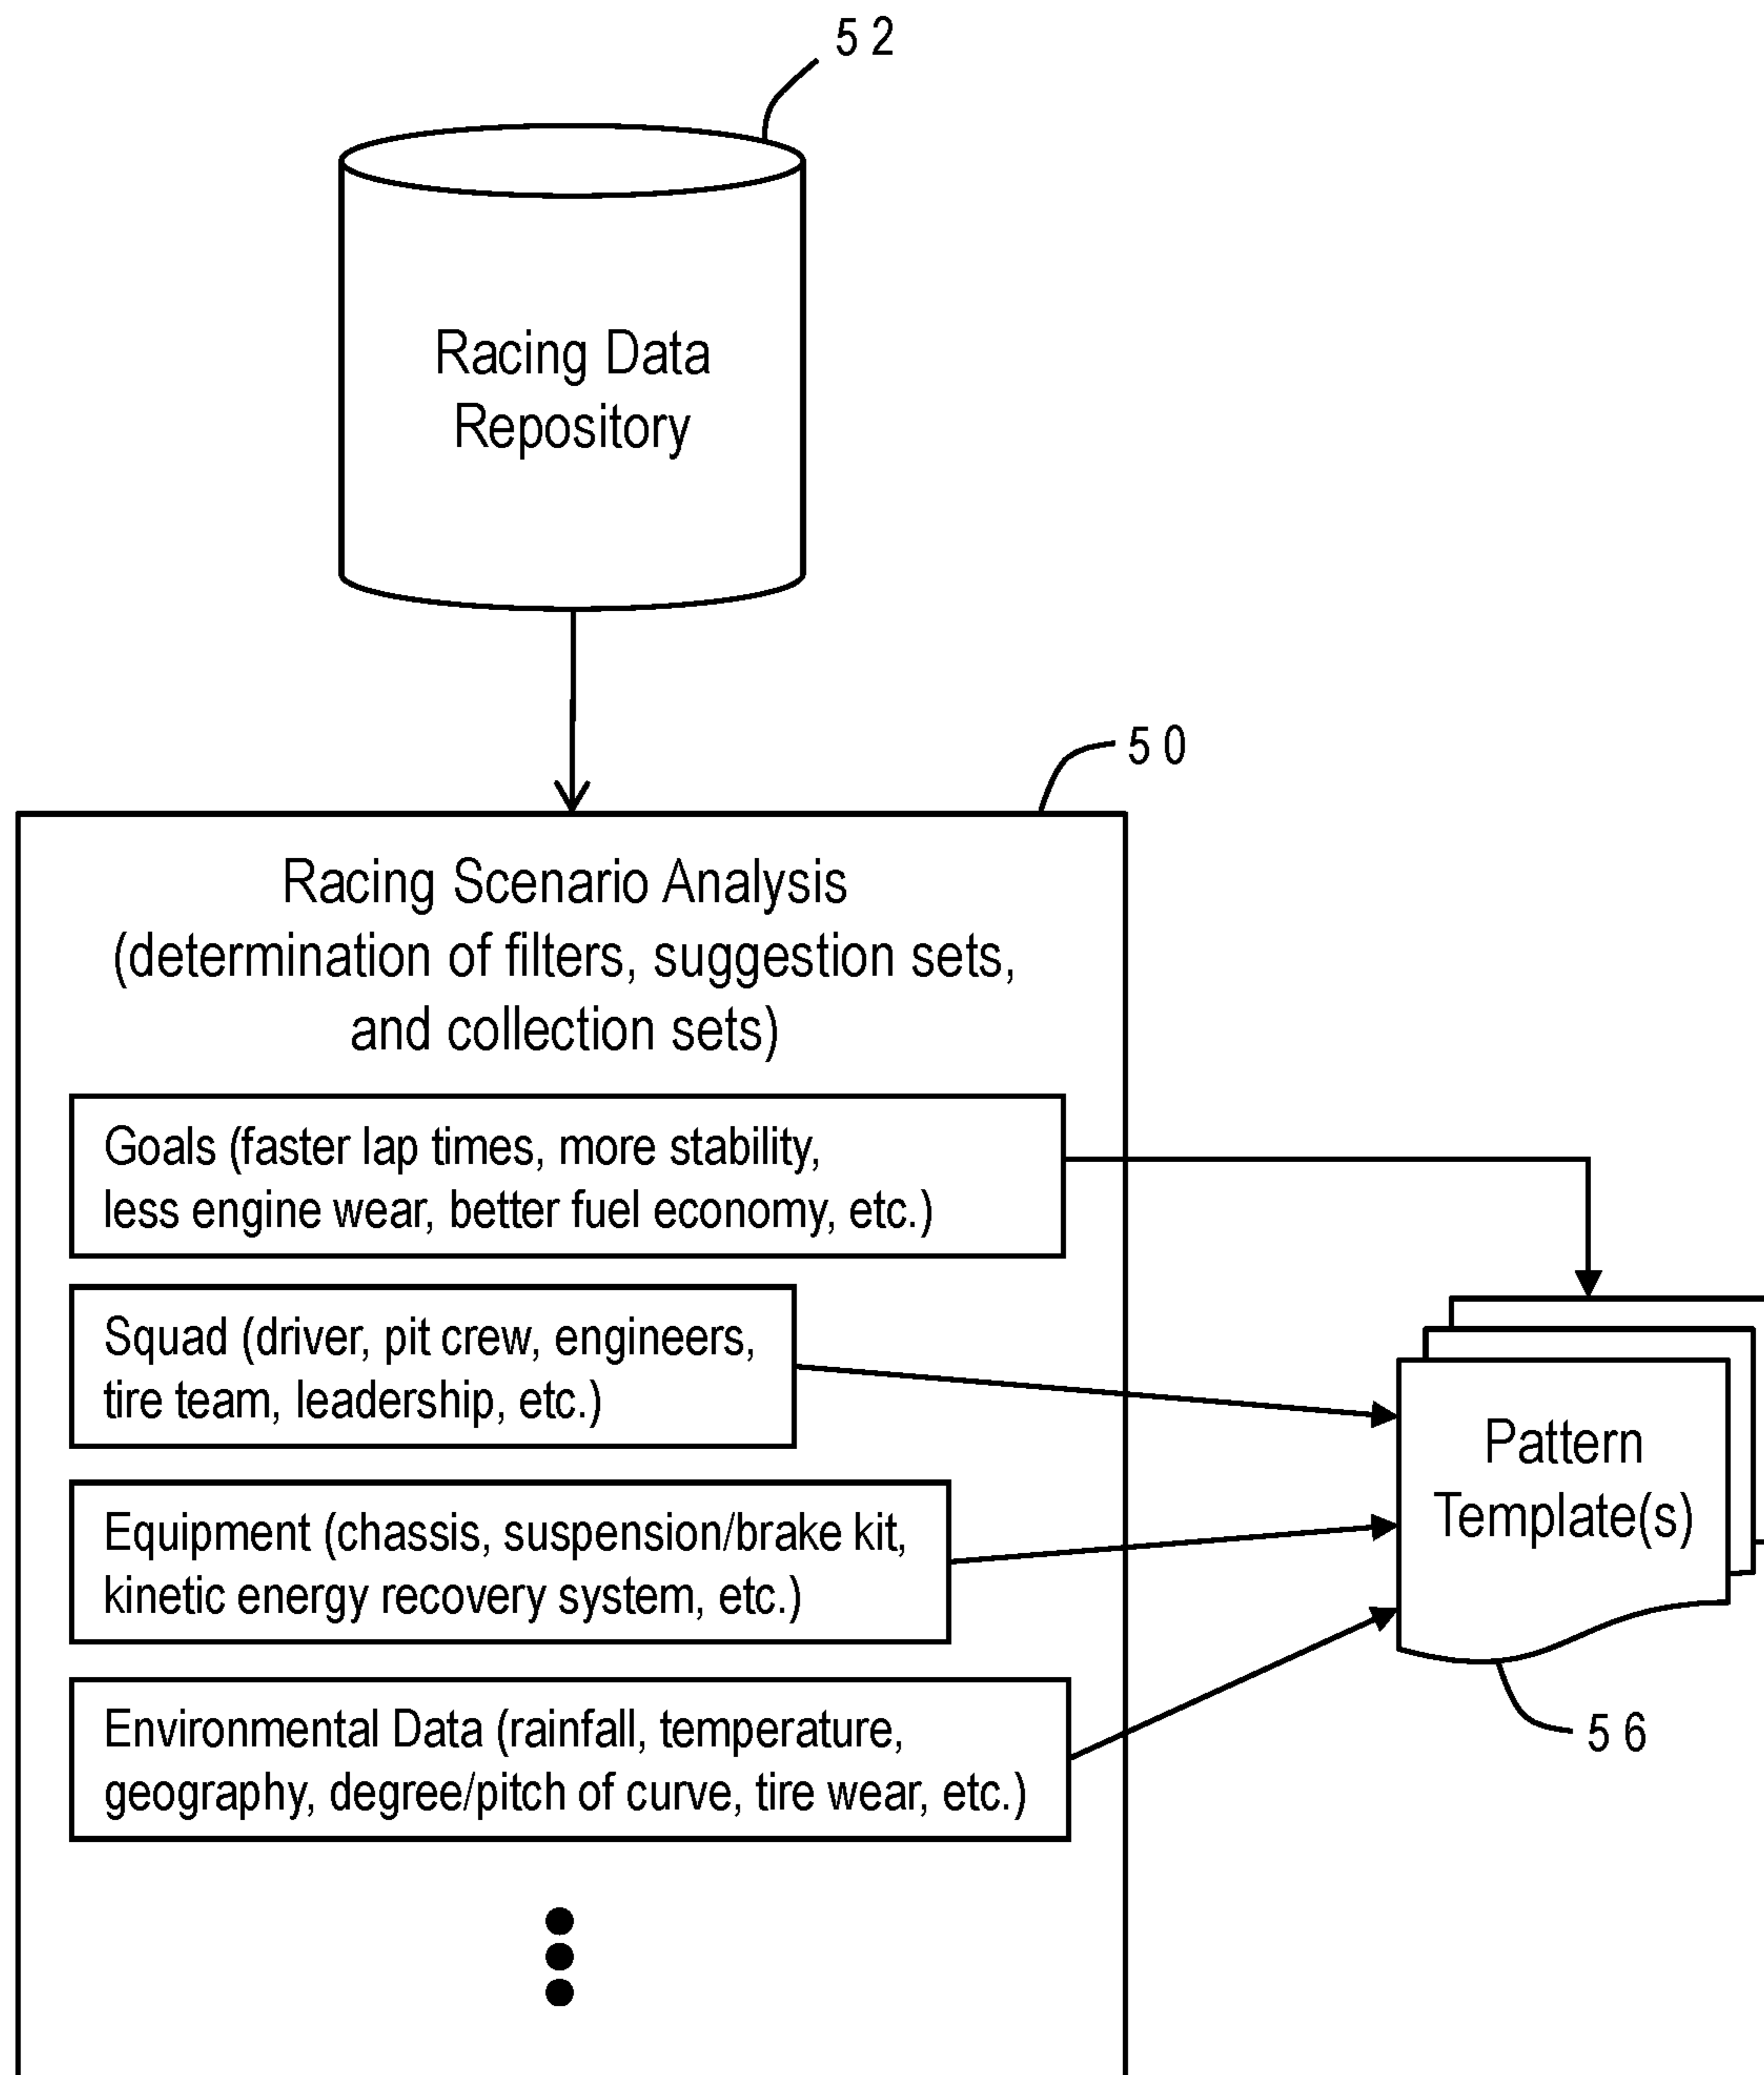 52
Racing Data
Repository
50
Racing Scenario Analysis
(determination of filters, suggestion sets,
and collection sets)
Goals (faster lap times, more stability,
less engine wear, better fuel economy, etc.)
Squad (driver, pit crew, engineers,
tire team, leadership, etc.)
Equipment (chassis, suspension/brake kit,
kinetic energy recovery system, etc.)
Environmental Data (rainfall, temperature,
geography, degree/pitch of curve, tire wear, etc.)
Pattern
Template(s)
56